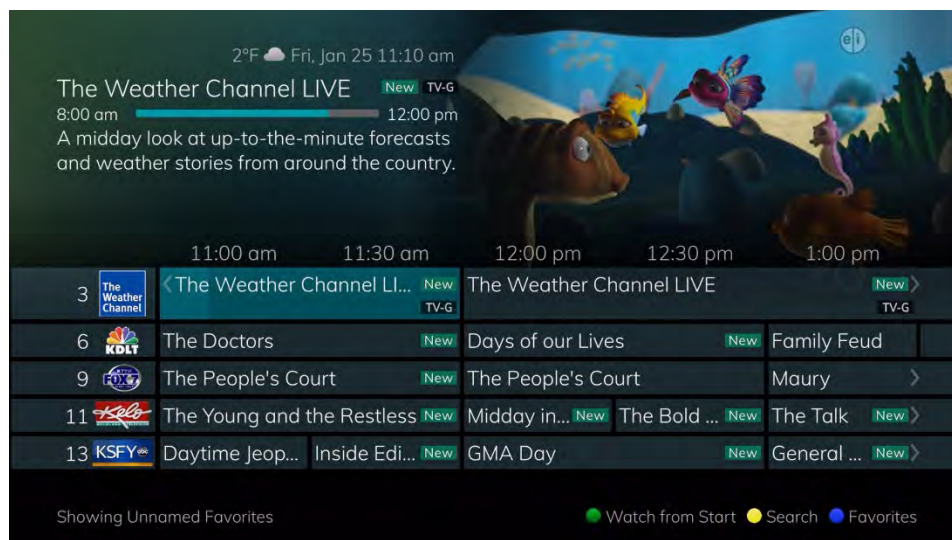 2°F Fri, Jan 25 11:10 am
The Weather Channel LIVE New TV-G
8:00 am 12:00 pm
A midday look at up-to-the-minute forecasts
and weather stories from around the country.
ei
11:00 am 11:30 am 12:00 pm 12:30 pm 1:00 pm
3 The Weather Channel The Weather Channel LI... New TV-G The Weather Channel LIVE New TV-G
6 KDLT The Doctors New Days of our Lives New Family Feud
9 FOX 7 The People's Court New The People's Court Maury
11 Kelo The Young and the Restless New Midday in... New The Bold ... New The Talk New
13 KSFY abc Daytime Jeop... Inside Edi... New GMA Day New General ... New
Showing Unnamed Favorites Watch from Start Search Favorites